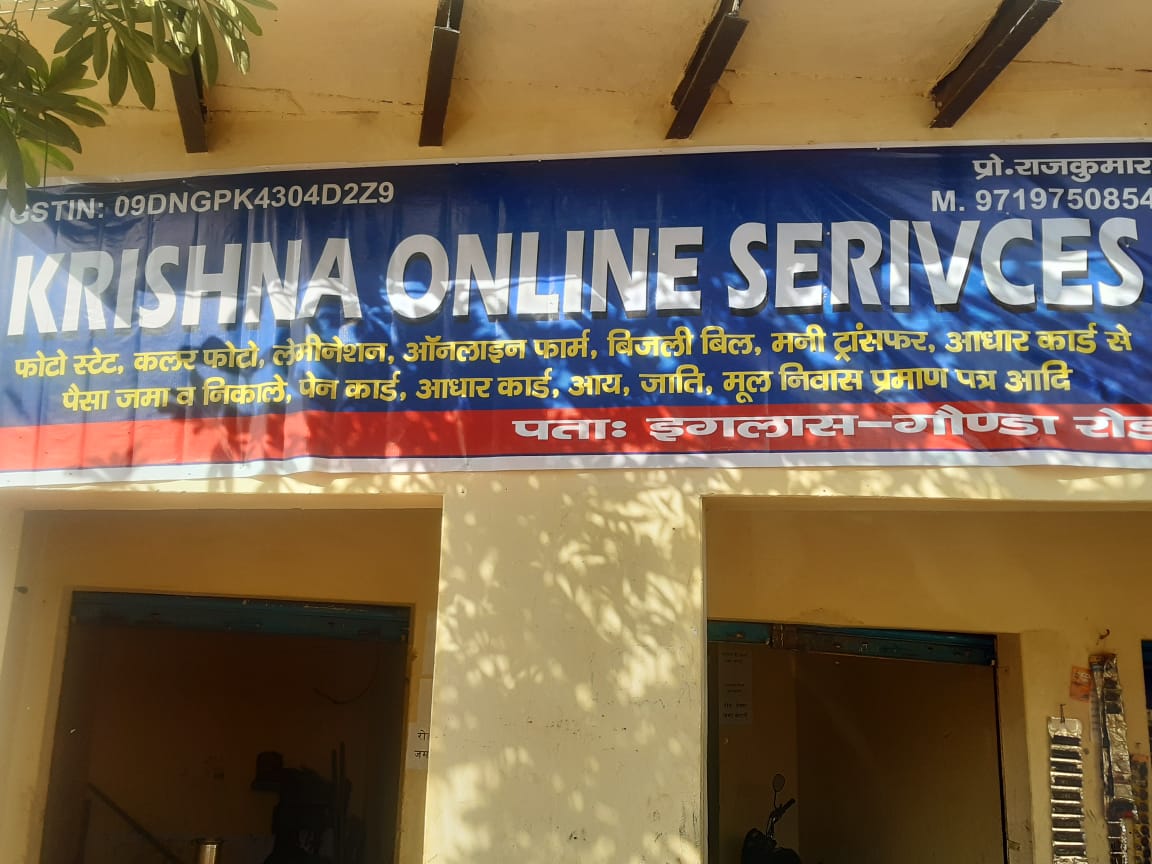 GSTIN: 09DNGPK4304D2Z9
प्रो.राजकुमार
M. 9719750854
KRISHNA ONLINE SERIVCES
फोटो स्टेट, कलर फोटो, लेमीनेशन, ऑनलाइन फार्म, बिजली बिल, मनी ट्रांसफर, आधार कार्ड से
पैसा जमा व निकाले, पेन कार्ड, आधार कार्ड, आय, जाति, मूल निवास प्रमाण पत्र आदि
पताः इगलास-गौण्डा रोड